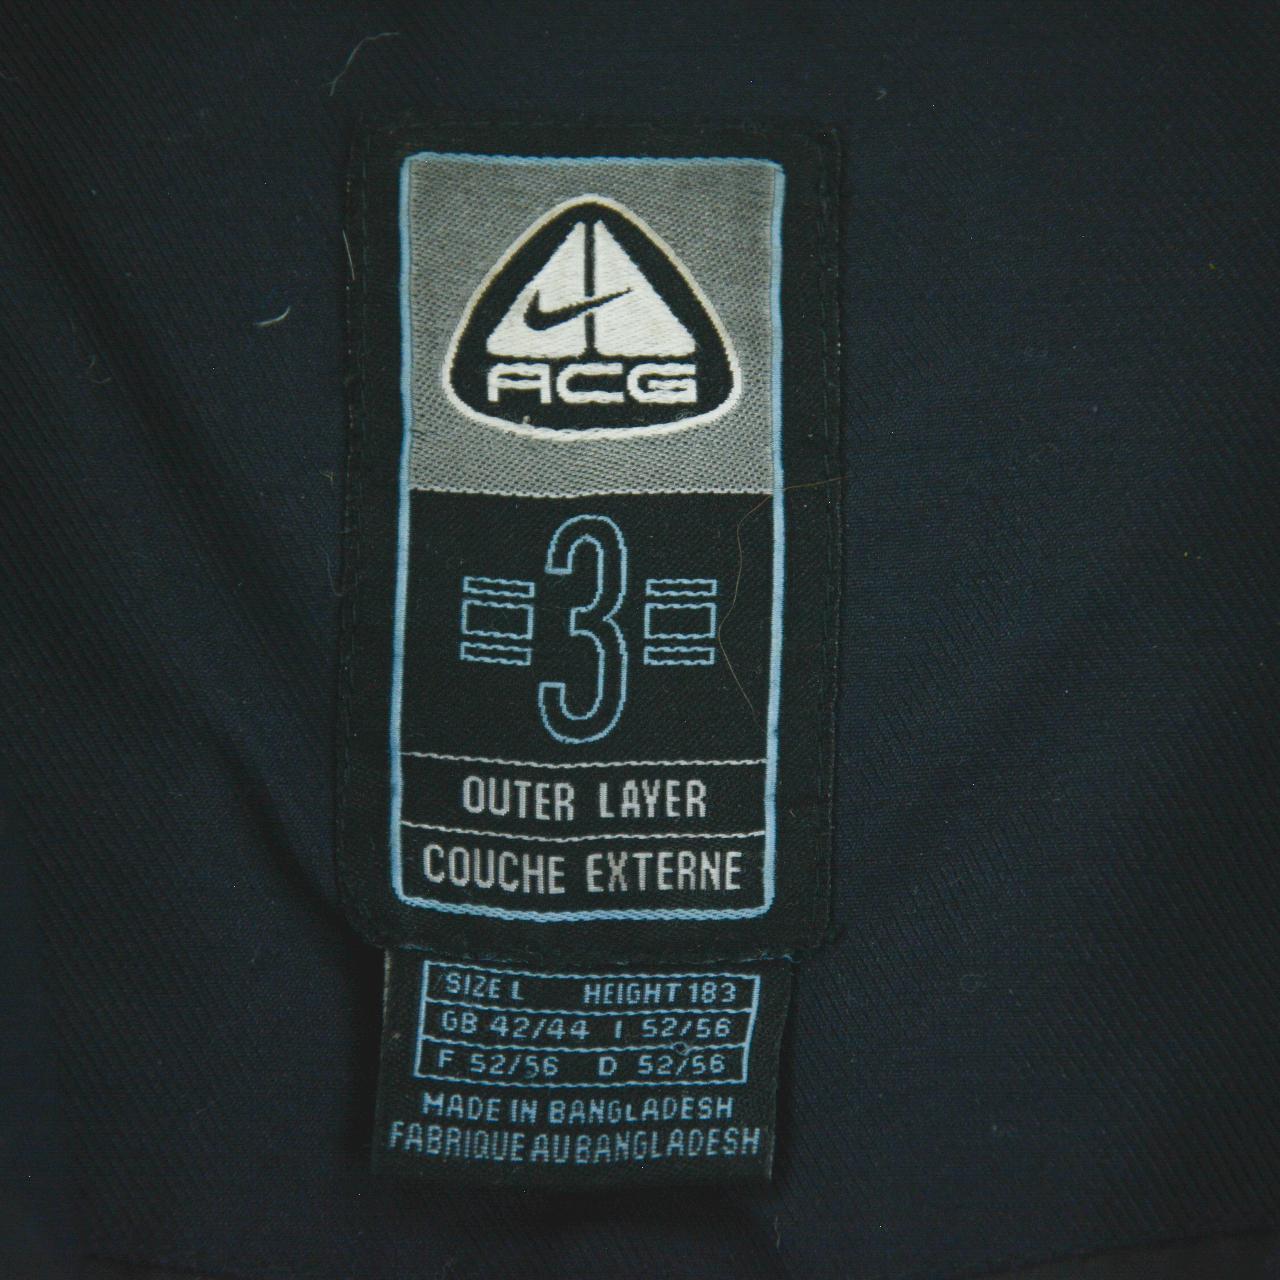 ACG
3
OUTER LAYER
COUCHE EXTERNE
SIZE L HEIGHT 183
GB 42/44 I 52/56
F 52/56 D 52/56
MADE IN BANGLADESH
FABRIQUE AU BANGLADESH